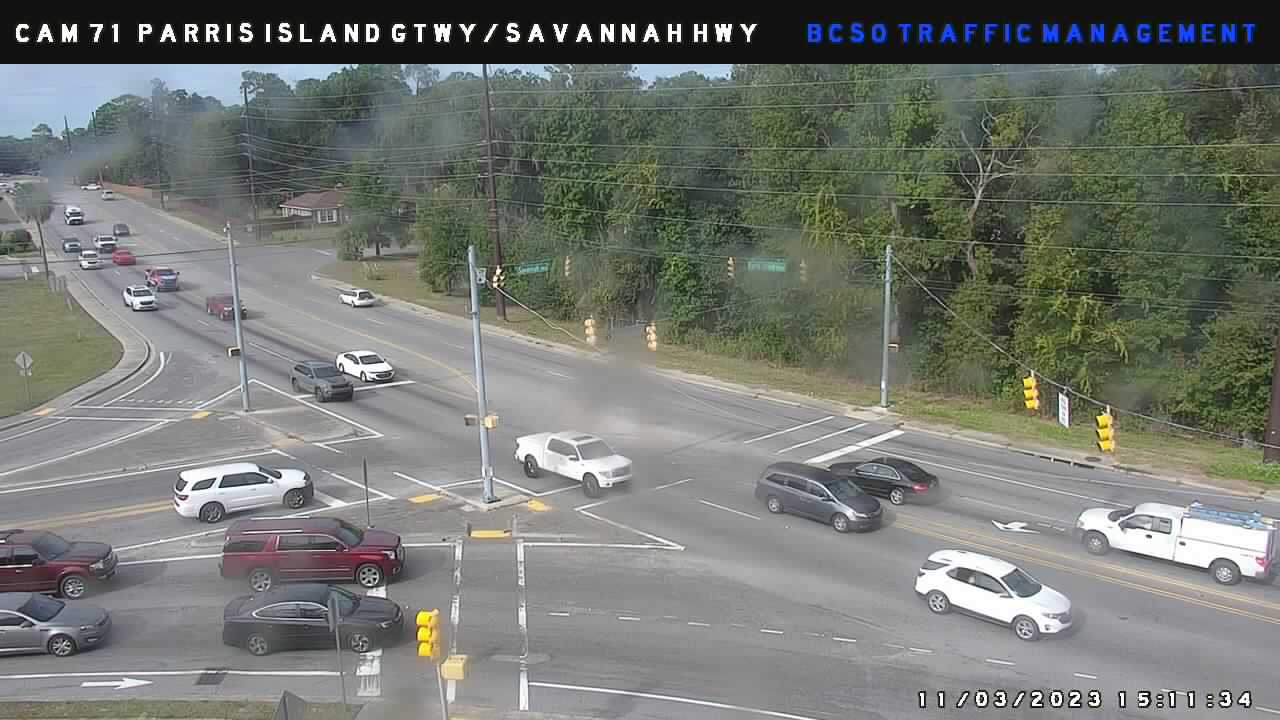 CAM 71 PARRIS ISLAND GTWY/SAVANNAH HWY
BCSO TRAFFIC MANAGEMENT
11/03/2023 15:11:34